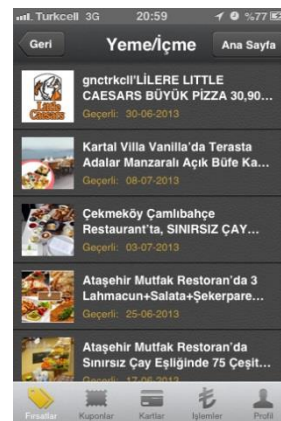 Turkcell 3G 20:59 %77
Geri Yeme/İçme Ana Sayfa
gnctrkcll'LİLERE LITTLE
CAESARS BÜYÜK PİZZA 30,90...
Geçerli: 30-06-2013
Little
Caesars
Kartal Villa Vanilla'da Terasta
Adalar Manzaralı Açık Büfe Ka...
Geçerli: 08-07-2013
Çekmeköy Çamlıbahçe
Restaurant'ta, SINIRSIZ ÇAY...
Geçerli: 03-07-2013
Ataşehir Mutfak Restoran'da 3
Lahmacun+Salata+Şekerpare...
Geçerli: 25-06-2013
Ataşehir Mutfak Restoran'da
Sınırsız Çay Eşliğinde 75 Çeşit...
Geçerli: 17-06-2013
Fırsatlar Kuponlar Kartlar İşlemler Profil